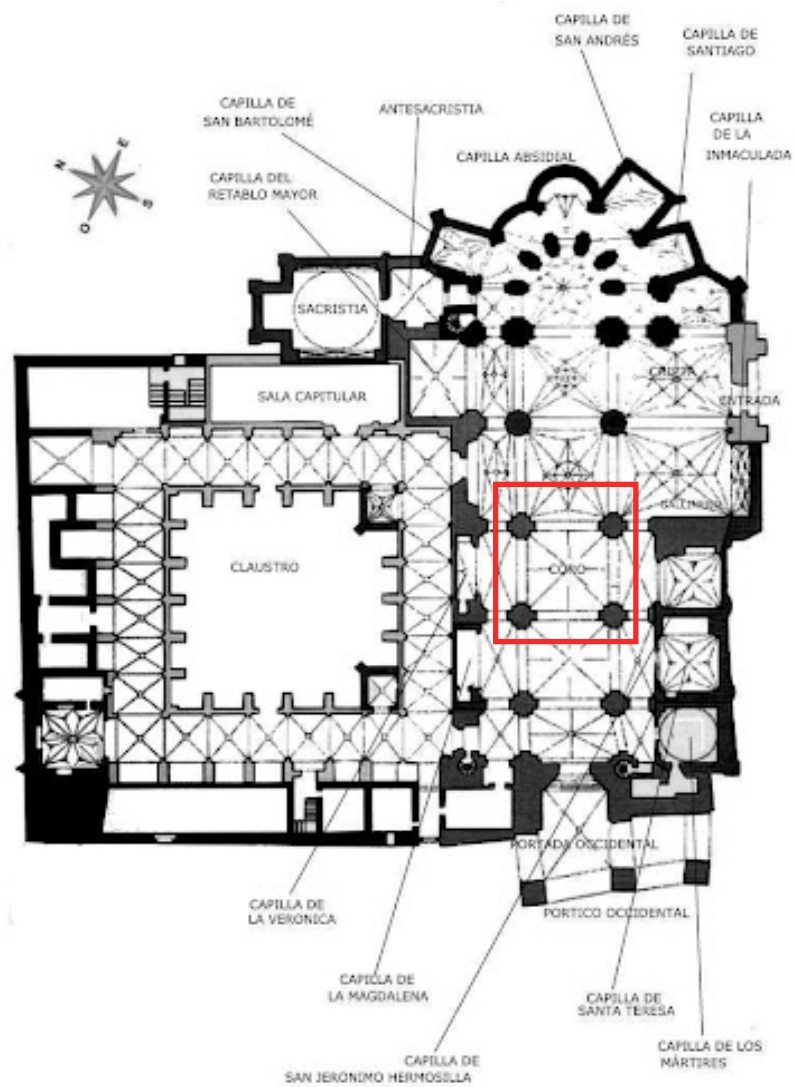 CAPILLA DE
SAN ANDRÉS
CAPILLA DE
SANTIAGO
CAPILLA DE
SAN BARTOLOMÉ
ANTESACRISTIA
CAPILLA
DE LA
INMACULADA
CAPILLA ABSIDIAL
CAPILLA DEL
RETABLO MAYOR
N
E
S
O
SACRISTIA
SALA CAPITULAR
ENTRADA
CLAUSTRO
CORO
PORTADA OCCIDENTAL
PORTICO OCCIDENTAL
CAPILLA DE
LA VERONICA
CAPILLA DE
LA MAGDALENA
CAPILLA DE
SANTA TERESA
CAPILLA DE LOS
MÁRTIRES
CAPILLA DE
SAN JERONIMO HERMOSILLA